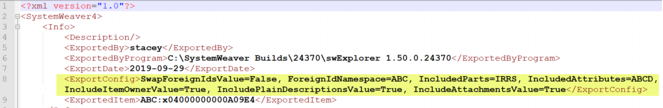 1 <?xml version="1.0"?>
2 <SystemWeaver4>
3 <Info>
4 <Description/>
5 <ExportedBy>stacey</ExportedBy>
6 <ExportedByProgram>C:\SystemWeaver Builds\24370\swExplorer 1.50.0.24370</ExportedByProgram>
7 <ExportDate>2019-09-29</ExportDate>
8 <ExportConfig>SwapForeignIdsValue=False, ForeignIdNamespace=ABC, IncludedParts=IRRS, IncludedAttributes=ABCD,
IncludeItemOwnerValue=True, IncludePlainDescriptionsValue=True, IncludeAttachmentsValue=True</ExportConfig>
9 <ExportedItem>ABC:x04000000000A09E4</ExportedItem>